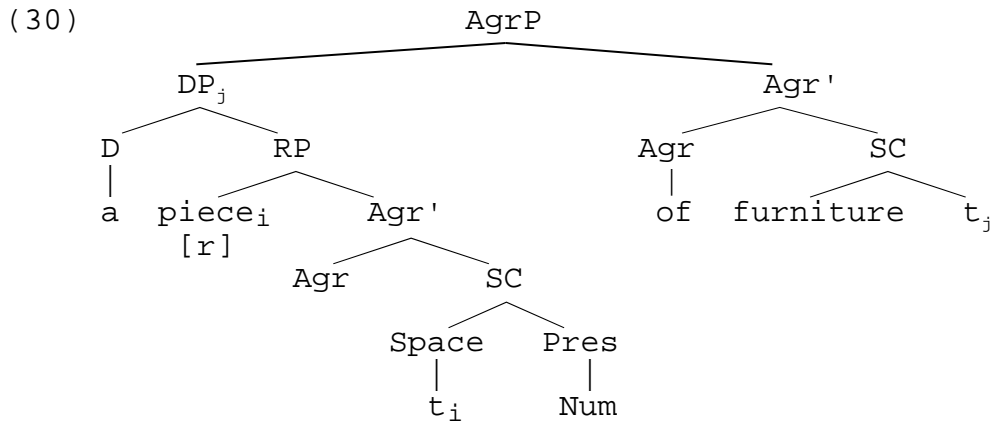 (30) AgrP
DPj Agr'
D RP Agr SC
a piecei Agr' of furniture tj
[r]
Agr SC
Space Pres
ti Num